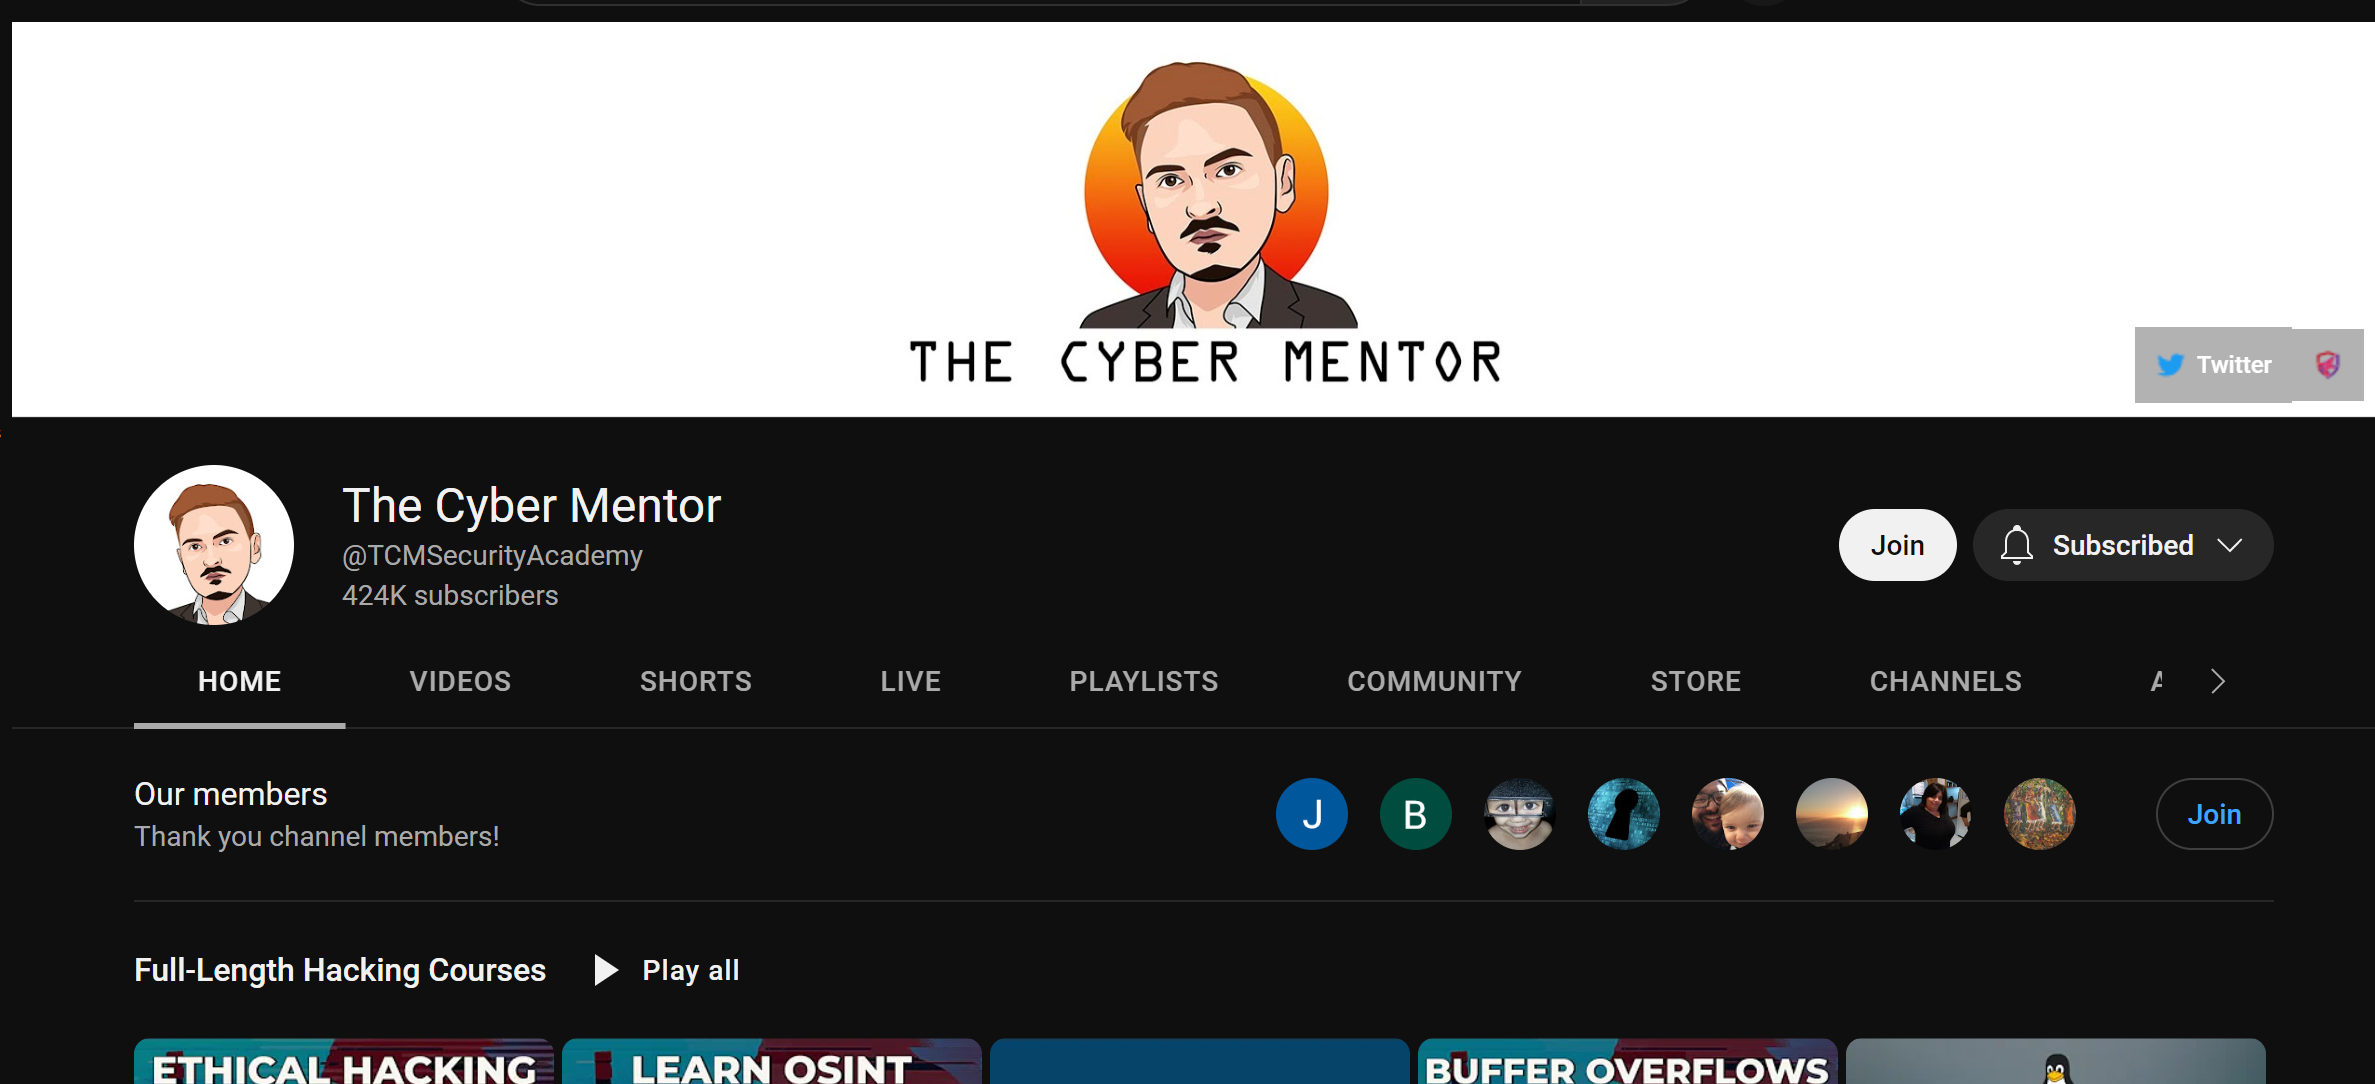 THE CYBER MENTOR
Twitter
The Cyber Mentor
@TCMSecurityAcademy
424K subscribers
Join
Subscribed
HOME
VIDEOS
SHORTS
LIVE
PLAYLISTS
COMMUNITY
STORE
CHANNELS
Our members
Thank you channel members!
J
B
Join
Full-Length Hacking Courses
Play all
ETHICAL HACKING
LEARN OSINT
BUFFER OVERFLOWS